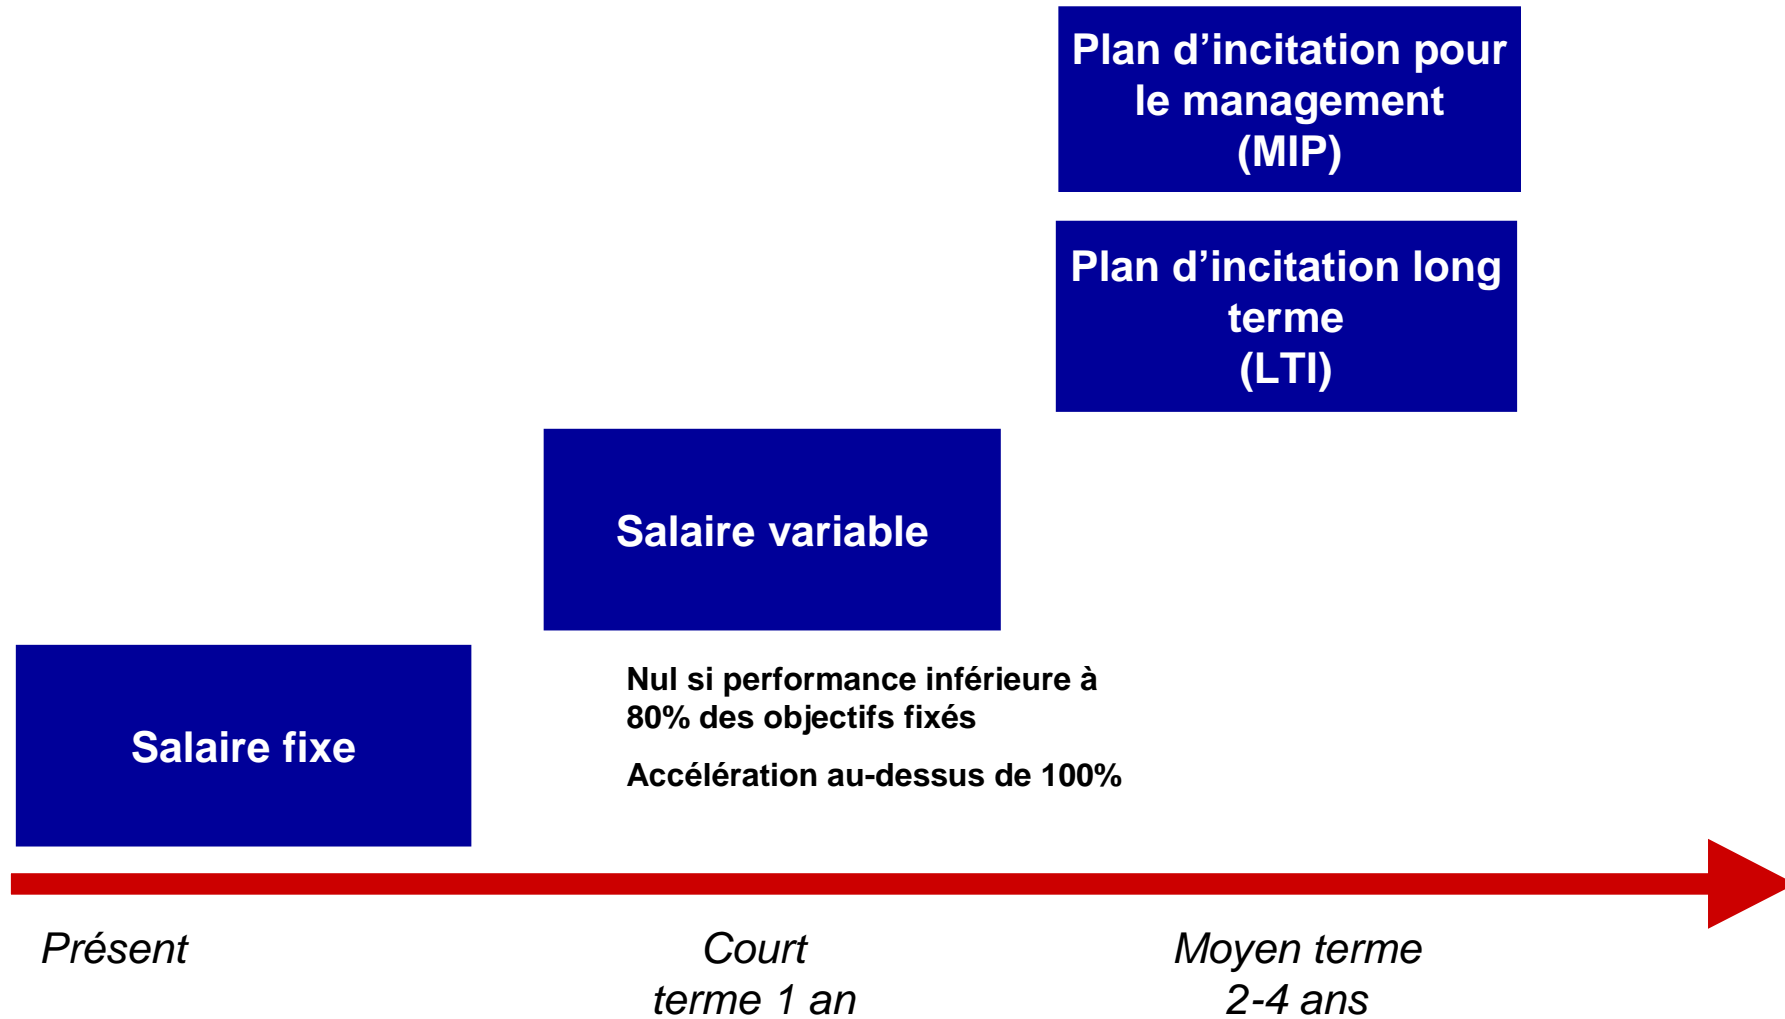 Plan d’incitation pour
le management
(MIP)
Plan d’incitation long
terme
(LTI)
Salaire variable
Nul si performance inférieure à
80% des objectifs fixés
Accélération au-dessus de 100%
Salaire fixe
Présent
Court
terme 1 an
Moyen terme
2-4 ans